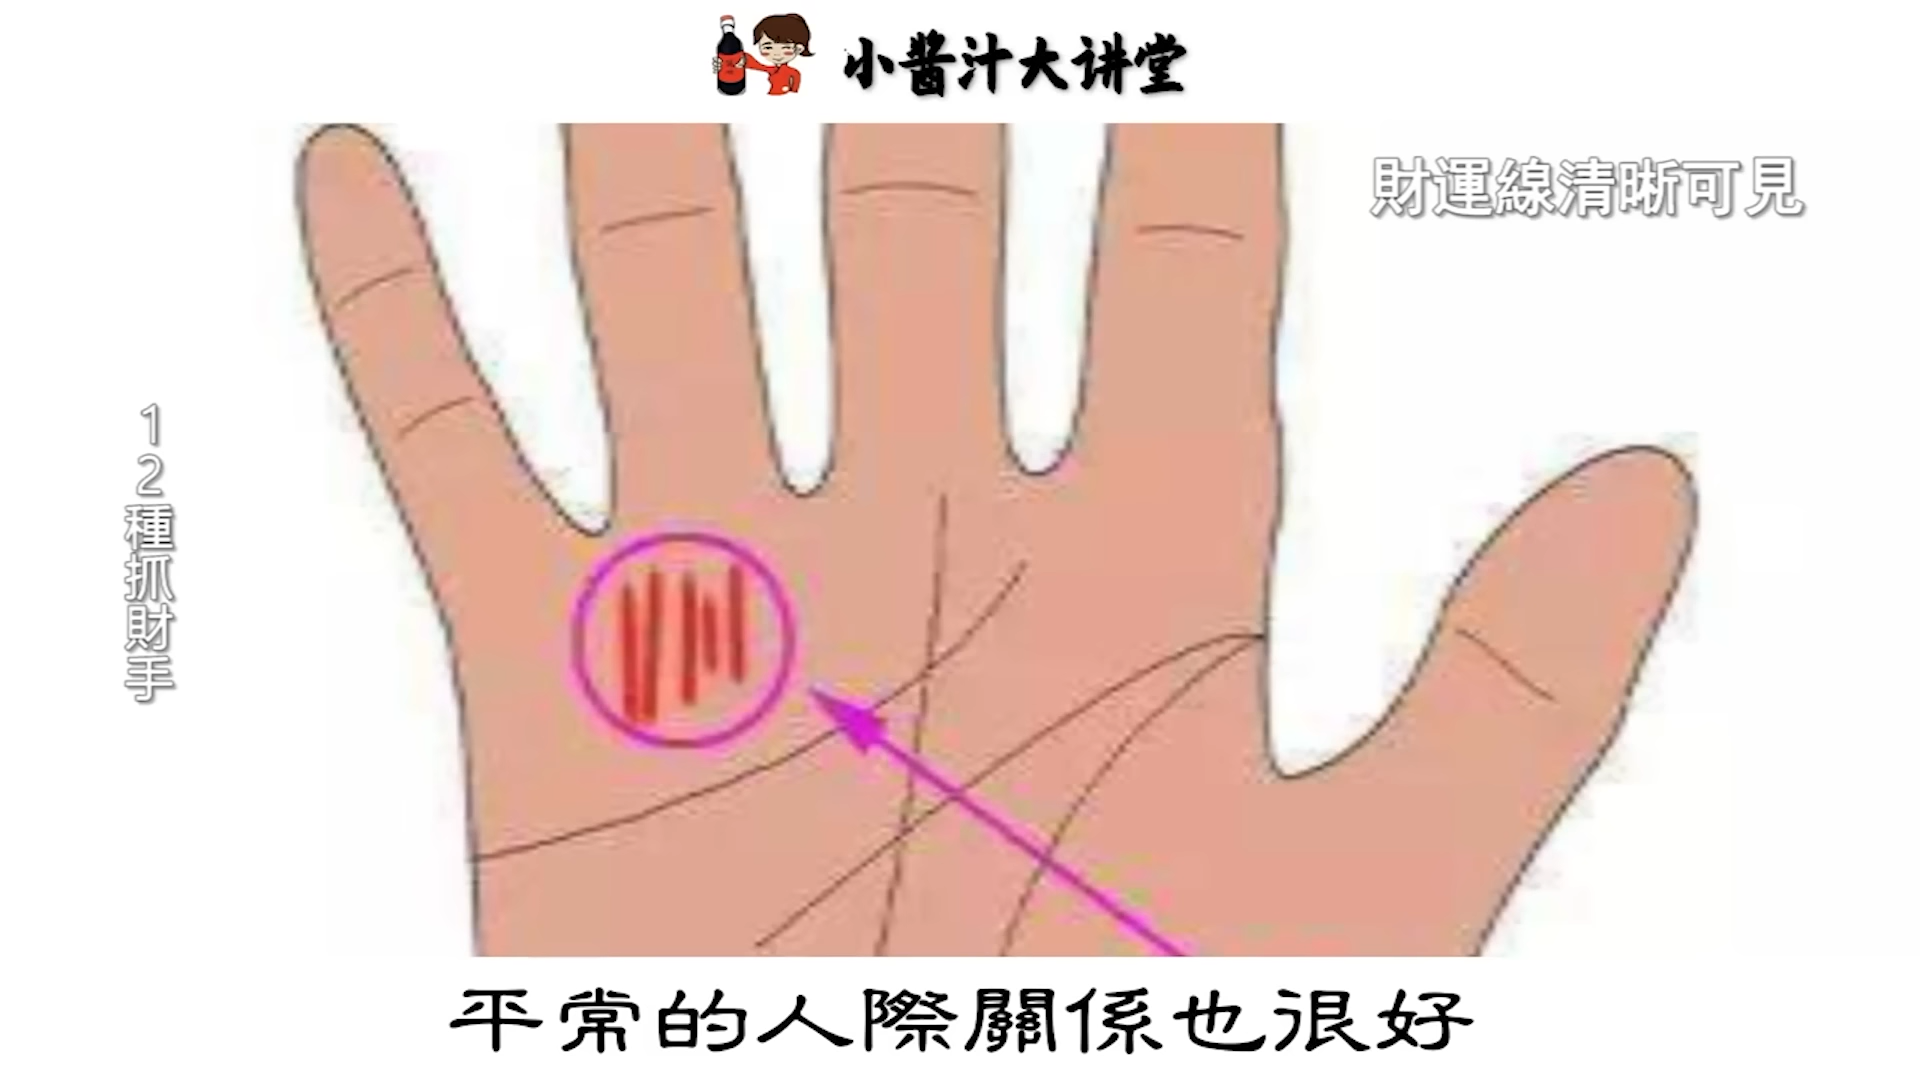 小酱汁大讲堂
財運線清晰可見
12種抓財手
平常的人際關係也很好